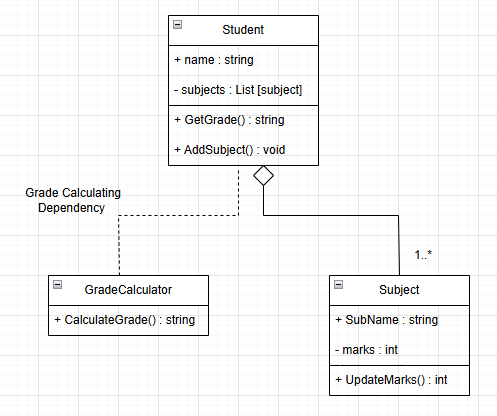 Student
+ name : string
- subjects : List [subject]
+ GetGrade() : string
+ AddSubject() : void
Grade Calculating
Dependency
1..*
GradeCalculator
+ CalculateGrade() : string
Subject
+ SubName : string
- marks : int
+ UpdateMarks() : int